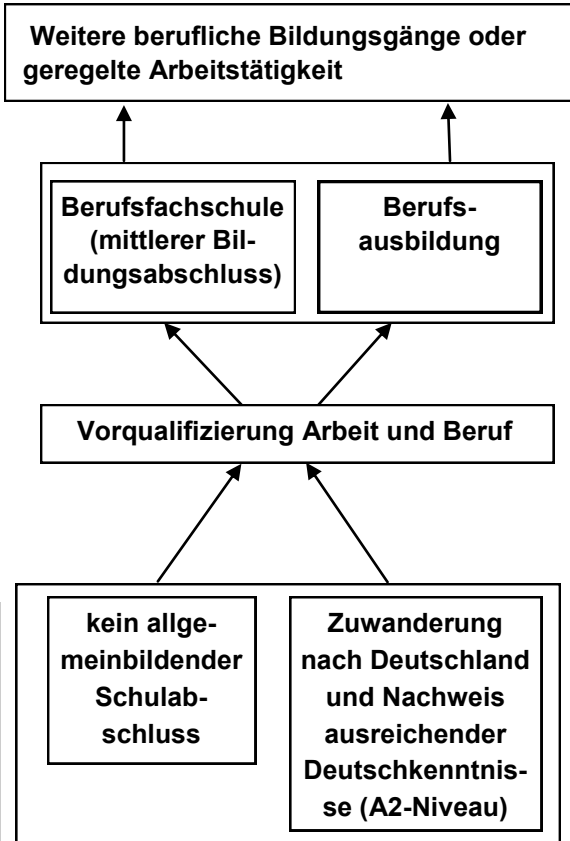 Weitere berufliche Bildungsgänge oder
geregelte Arbeitstätigkeit
Berufsfachschule
(mittlerer Bil-
dungsabschluss)
Berufs-
ausbildung
Vorqualifizierung Arbeit und Beruf
kein allge-
meinbildender
Schulab-
schluss
Zuwanderung
nach Deutschland
und Nachweis
ausreichender
Deutschkenntnis-
se (A2-Niveau)